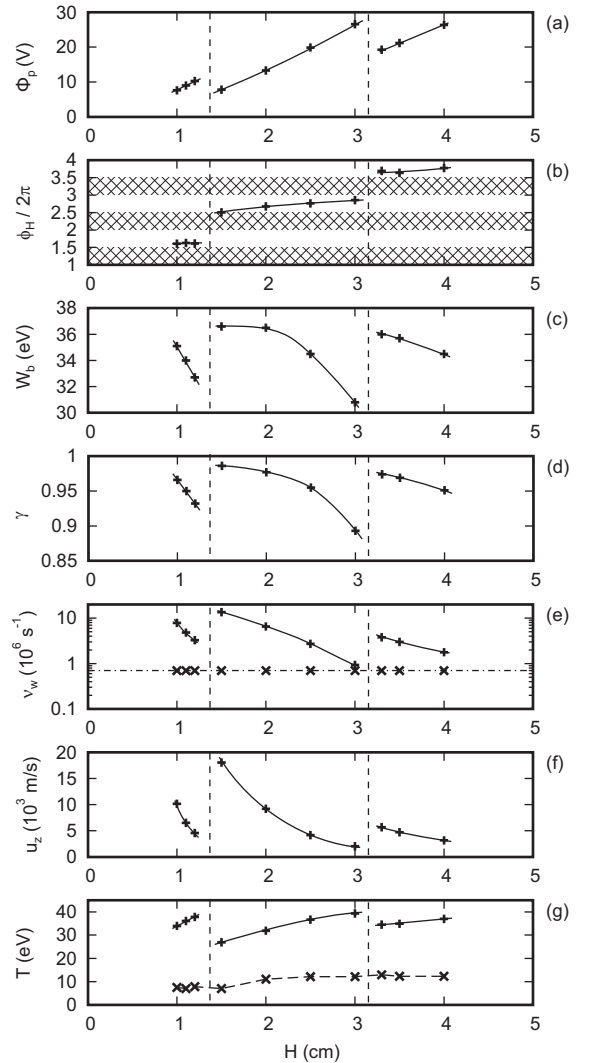 30
20
10
0
Φp (V)
(a)
0 1 2 3 4 5
4
3.5
3
2.5
2
1.5
1
ϕH / 2π
(b)
0 1 2 3 4 5
38
36
34
32
30
Wb (eV)
(c)
0 1 2 3 4 5
1
0.95
0.9
0.85
γ
(d)
0 1 2 3 4 5
10
1
0.1
νw (10⁶ s⁻¹)
(e)
0 1 2 3 4 5
20
15
10
5
0
uz (10³ m/s)
(f)
0 1 2 3 4 5
40
30
20
10
0
T (eV)
(g)
0 1 2 3 4 5
H (cm)